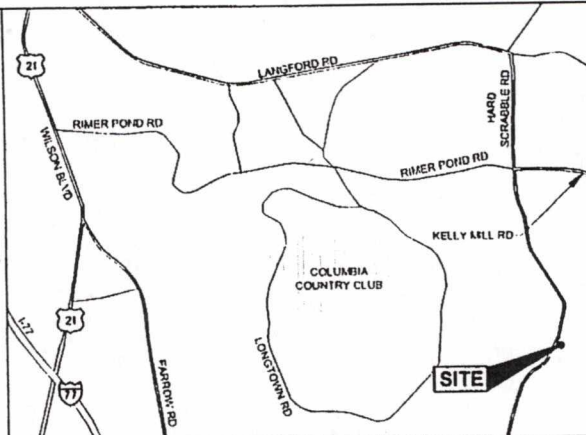 21
LANGFORD RD
HARD
SCRABBLE RD
WILSON BLVD
RIMER POND RD
RIMER POND RD
KELLY MILL RD
COLUMBIA
COUNTRY CLUB
21
I-77
77
FARROW RD
LONGTOWN RD
SITE